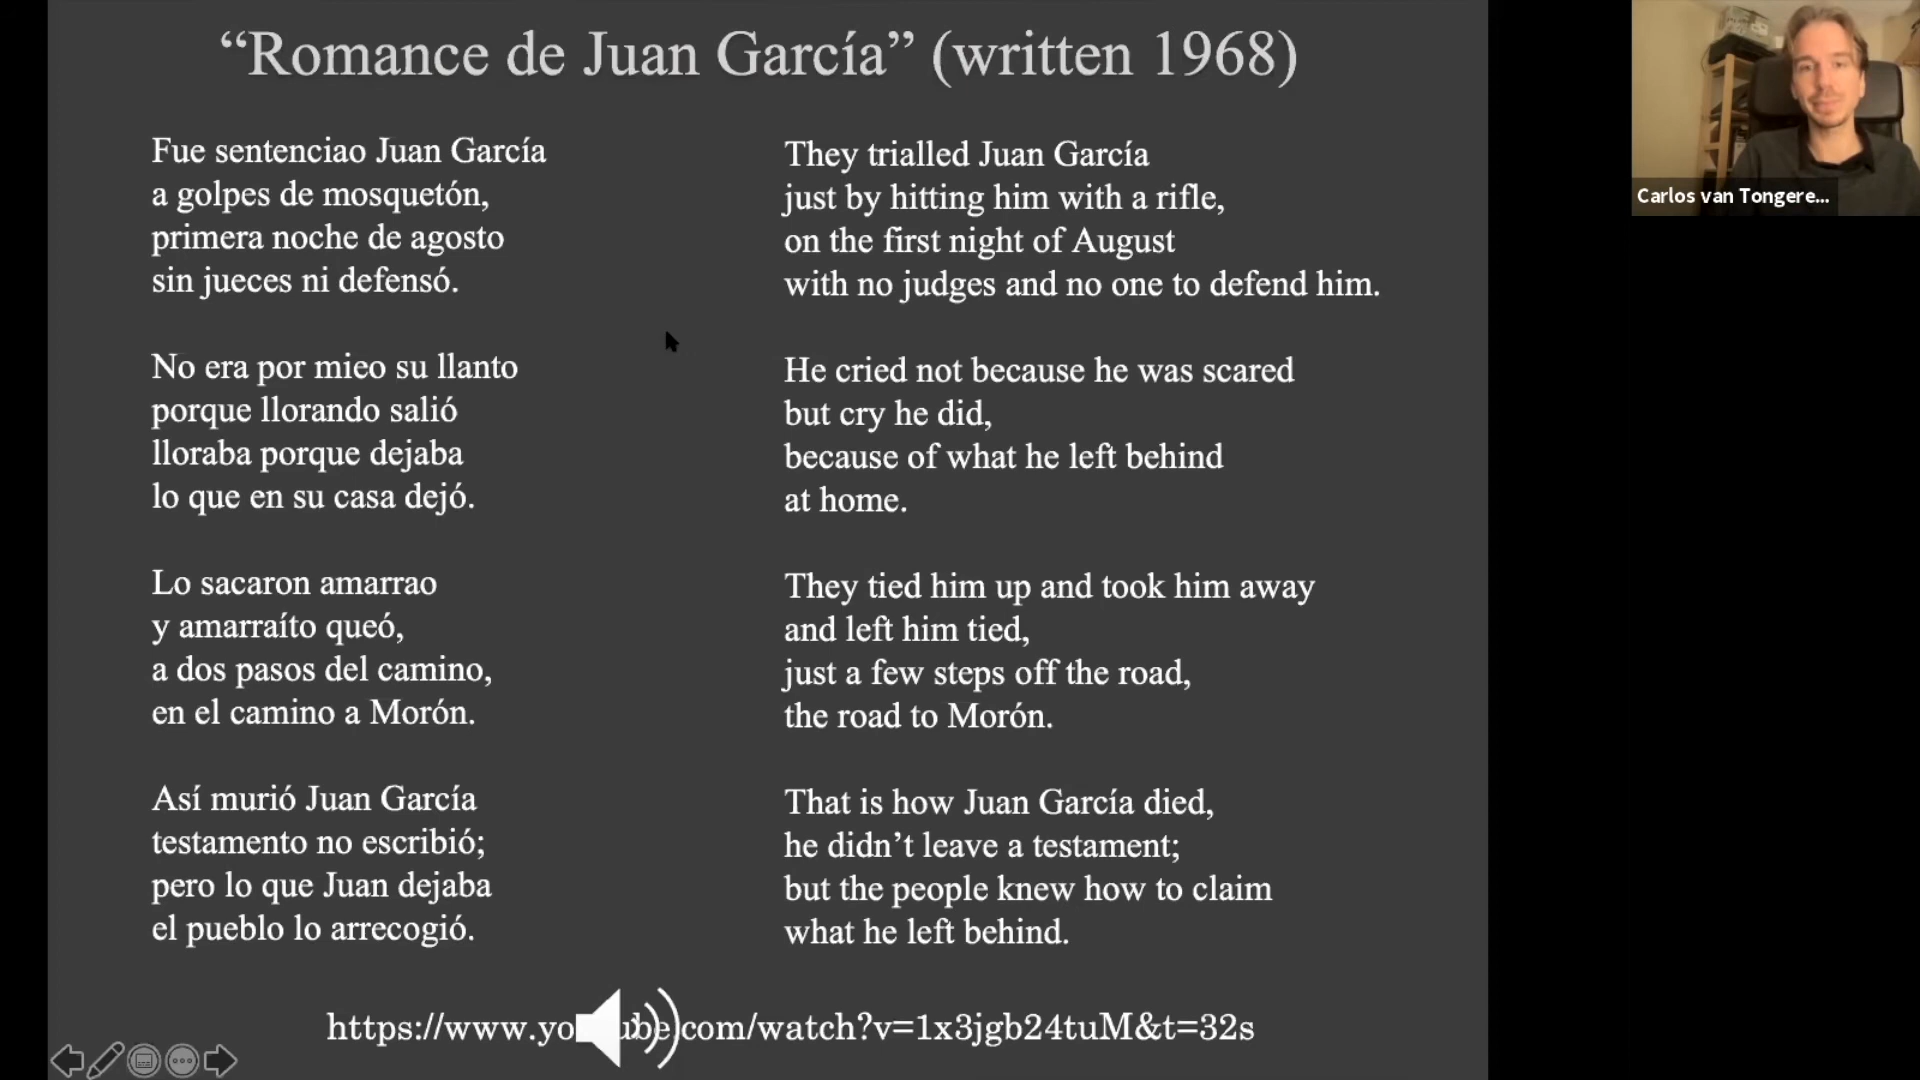 “Romance de Juan García” (written 1968)
Fue sentenciao Juan García
a golpes de mosquetón,
primera noche de agosto
sin jueces ni defensó.
No era por mieo su llanto
porque llorando salió
lloraba porque dejaba
lo que en su casa dejó.
Lo sacaron amarrao
y amarraíto queó,
a dos pasos del camino,
en el camino a Morón.
Así murió Juan García
testamento no escribió;
pero lo que Juan dejaba
el pueblo lo arrecogió.
They trialled Juan García
just by hitting him with a rifle,
on the first night of August
with no judges and no one to defend him.
He cried not because he was scared
but cry he did,
because of what he left behind
at home.
They tied him up and took him away
and left him tied,
just a few steps off the road,
the road to Morón.
That is how Juan García died,
he didn’t leave a testament;
but the people knew how to claim
what he left behind.
https://www.youtube.com/watch?v=1x3jgb24tuM&t=32s
Carlos van Tongere...